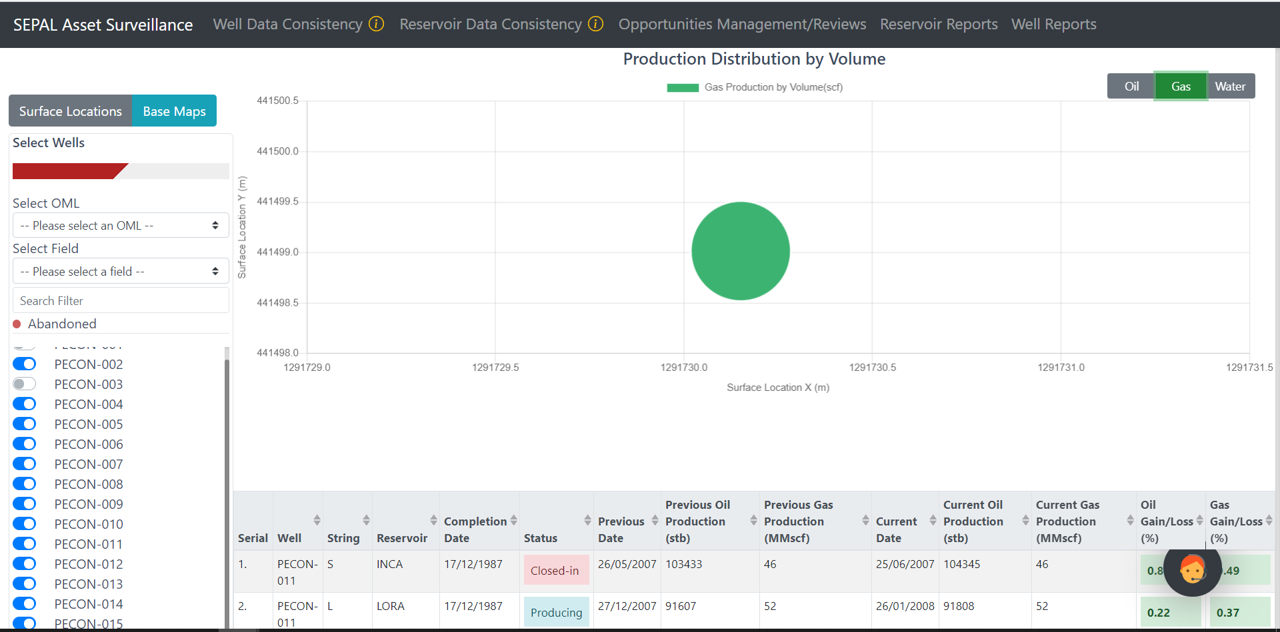 SEPAL Asset Surveillance Well Data Consistency Reservoir Data Consistency Opportunities Management/Reviews Reservoir Reports Well Reports
Production Distribution by Volume
Gas Production by Volume(scf)
Oil Gas Water
Surface Locations Base Maps
Select Wells
Select OML
-- Please select an OML --
Select Field
-- Please select a field --
Search Filter
Abandoned
PECON-001
PECON-002
PECON-003
PECON-004
PECON-005
PECON-006
PECON-007
PECON-008
PECON-009
PECON-010
PECON-011
PECON-012
PECON-013
PECON-014
PECON-015
Surface Location Y (m)
441500.5
441500.0
441499.5
441499.0
441498.5
441498.0
1291729.0 1291729.5 1291730.0 1291730.5 1291731.0 1291731.5
Surface Location X (m)
Serial Well String Reservoir Completion Date Status Previous Date Previous Oil Production (stb) Previous Gas Production (MMscf) Current Date Current Oil Production (stb) Current Gas Production (MMscf) Oil Gain/Loss (%) Gas Gain/Loss (%)
1. PECON-011 S INCA 17/12/1987 Closed-in 26/05/2007 103433 46 25/06/2007 104345 46
2. PECON-011 L LORA 17/12/1987 Producing 27/12/2007 91607 52 26/01/2008 91808 52 0.22 0.37